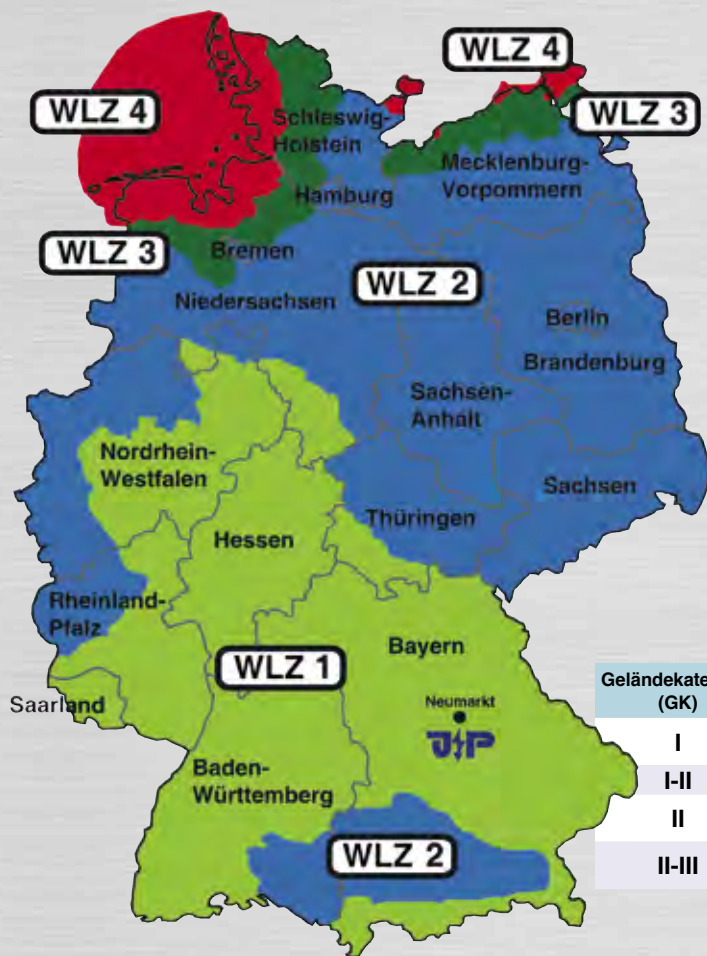 WLZ 4
WLZ 4
WLZ 3
Schleswig-
Holstein
Mecklenburg-
Vorpommern
Hamburg
WLZ 3
Bremen
WLZ 2
Niedersachsen
Berlin
Brandenburg
Sachsen-
Anhalt
Nordrhein-
Westfalen
Sachsen
Thüringen
Hessen
Rheinland-
Pfalz
Bayern
WLZ 1
Saarland
Neumarkt
J P
Baden-
Württemberg
WLZ 2
Geländekate
(GK)
I
I-II
II
II-III